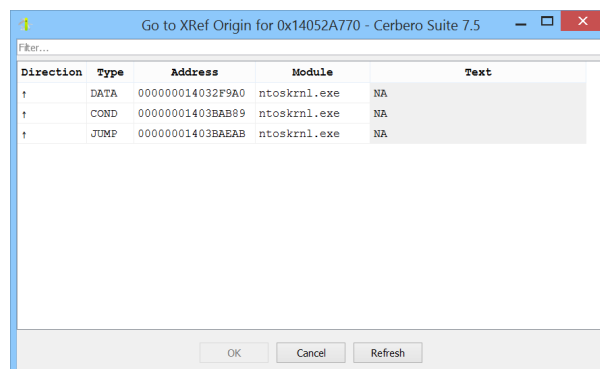 Go to XRef Origin for 0x14052A770 - Cerbero Suite 7.5
Filter...
Direction Type Address Module Text
↑ DATA 000000014032F9A0 ntoskrnl.exe NA
↑ COND 00000001403BAB89 ntoskrnl.exe NA
↑ JUMP 00000001403BAEAB ntoskrnl.exe NA
OK Cancel Refresh